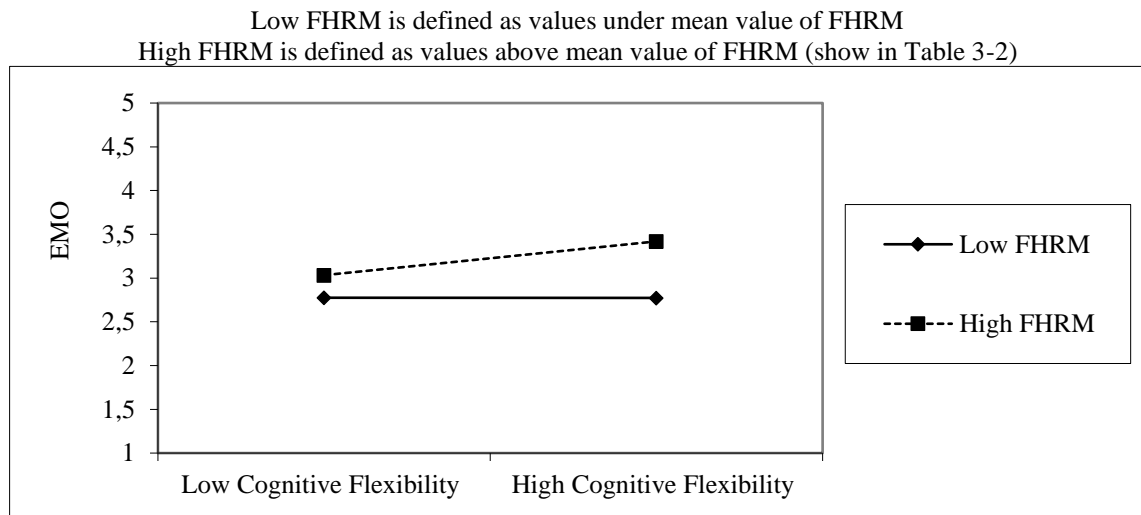 Low FHRM is defined as values under mean value of FHRM
High FHRM is defined as values above mean value of FHRM (show in Table 3-2)
5
4,5
4
3,5
3
2,5
2
1,5
1
EMO
Low Cognitive Flexibility
High Cognitive Flexibility
Low FHRM
High FHRM